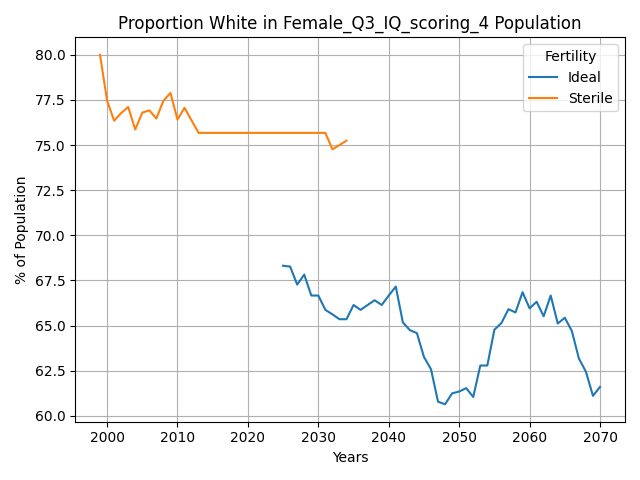 Proportion White in Female_Q3_IQ_scoring_4 Population
Fertility
Ideal
Sterile
% of Population
80.0
77.5
75.0
72.5
70.0
67.5
65.0
62.5
60.0
2000 2010 2020 2030 2040 2050 2060 2070
Years